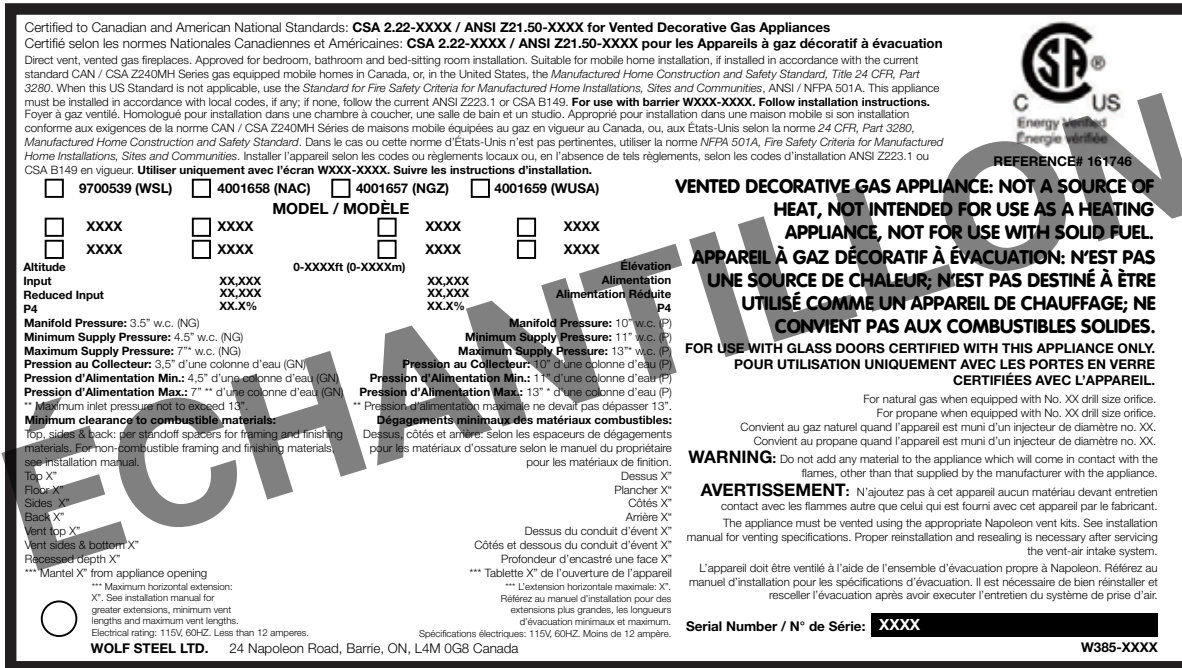 Certified to Canadian and American National Standards: CSA 2.22-XXXX / ANSI Z21.50-XXXX for Vented Decorative Gas Appliances
Certifié selon les normes Nationales Canadiennes et Américaines: CSA 2.22-XXXX / ANSI Z21.50-XXXX pour les Appareils à gaz décoratif à évacuation
Direct vent, vented gas fireplaces. Approved for bedroom, bathroom and bed-sitting room installation. Suitable for mobile home installation, if installed in accordance with the current
standard CAN / CSA Z240MH Series gas equipped mobile homes in Canada, or, in the United States, the Manufactured Home Construction and Safety Standard, Title 24 CFR, Part
3280. When this US Standard is not applicable, use the Standard for Fire Safety Criteria for Manufactured Home Installations, Sites and Communities, ANSI / NFPA 501A. This appliance
must be installed in accordance with local codes, if any; if none, follow the current ANSI Z223.1 or CSA B149. For use with barrier WXXX-XXXX. Follow installation instructions.
Foyer à gaz ventilé. Homologué pour installation dans une chambre à coucher, une salle de bain et un studio. Approprié pour installation dans une maison mobile si son installation
conforme aux exigences de la norme CAN / CSA Z240MH Séries de maisons mobile équipées au gaz en vigueur au Canada, ou, aux États-Unis selon la norme 24 CFR, Part 3280,
Manufactured Home Construction and Safety Standard. Dans le cas ou cette norme d'États-Unis n'est pas pertinentes, utiliser la norme NFPA 501A, Fire Safety Criteria for Manufactured
Home Installations, Sites and Communities. Installer l'appareil selon les codes ou règlements locaux ou, en l'absence de tels règlements, selon les codes d'installation ANSI Z223.1 ou
CSA B149 en vigueur. Utiliser uniquement avec l'écran WXXX-XXXX. Suivre les instructions d'installation.
9700539 (WSL) 4001658 (NAC) 4001657 (NGZ) 4001659 (WUSA)
MODEL / MODÈLE
XXXX XXXX XXXX XXXX
XXXX XXXX XXXX XXXX
Altitude 0-XXXXft (0-XXXXm) Élévation
Input XX,XXX XX,XXX Alimentation
Reduced Input XX,XXX XX,XXX Alimentation Réduite
P4 XX.X% XX.X% P4
Manifold Pressure: 3.5" w.c. (NG)
Minimum Supply Pressure: 4.5" w.c. (NG)
Maximum Supply Pressure: 7"* w.c. (NG)
Pression au Collecteur: 3,5" d'une colonne d'eau (GN)
Pression d'Alimentation Min.: 4,5" d'une colonne d'eau (GN)
Pression d'Alimentation Max.: 7" ** d'une colonne d'eau (GN)
** Maximum inlet pressure not to exceed 13".
Manifold Pressure: 10" w.c. (P)
Minimum Supply Pressure: 11" w.c. (P)
Maximum Supply Pressure: 13"* w.c. (P)
Pression au Collecteur: 10" d'une colonne d'eau (P)
Pression d'Alimentation Min.: 11" d'une colonne d'eau (P)
Pression d'Alimentation Max.: 13" * d'une colonne d'eau (P)
** Pression d'alimentation maximale ne devait pas dépasser 13".
Minimum clearance to combustible materials:
Top, sides & back: per standoff spacers for framing and finishing
materials. For non-combustible framing and finishing materials,
see installation manual.
Top X"
Floor X"
Sides X"
Back X"
Vent top X"
Vent sides & bottom X"
Recessed depth X"
*** Mantel X" from appliance opening
*** Maximum horizontal extension:
X". See installation manual for
greater extensions, minimum vent
lengths and maximum vent lengths.
Electrical rating: 115V, 60HZ. Less than 12 amperes.
Dégagements minimaux des matériaux combustibles:
Dessus, côtés et arrière: selon les espaceurs de dégagements
pour les matériaux d'ossature selon le manuel du propriétaire
pour les matériaux de finition.
Dessus X"
Plancher X"
Côtés X"
Arrière X"
Dessus du conduit d'évent X"
Côtés et dessous du conduit d'évent X"
Profondeur d'encastré une face X"
*** Tablette X" de l'ouverture de l'appareil
*** L'extension horizontale maximale: X".
Référez au manuel d'installation pour des
extensions plus grandes, les longueurs
d'évacuation minimaux et maximum.
Spécifications électriques: 115V, 60HZ. Moins de 12 ampère.
WOLF STEEL LTD. 24 Napoleon Road, Barrie, ON, L4M 0G8 Canada
CSA ®
C US
Energy Verified
Énergie vérifiée
REFERENCE# 161746
VENTED DECORATIVE GAS APPLIANCE: NOT A SOURCE OF
HEAT, NOT INTENDED FOR USE AS A HEATING
APPLIANCE, NOT FOR USE WITH SOLID FUEL.
APPAREIL À GAZ DÉCORATIF À ÉVACUATION: N'EST PAS
UNE SOURCE DE CHALEUR; N'EST PAS DESTINÉ À ÈTRE
UTILISÉ COMME UN APPAREIL DE CHAUFFAGE; NE
CONVIENT PAS AUX COMBUSTIBLES SOLIDES.
FOR USE WITH GLASS DOORS CERTIFIED WITH THIS APPLIANCE ONLY.
POUR UTILISATION UNIQUEMENT AVEC LES PORTES EN VERRE
CERTIFIÉES AVEC L'APPAREIL.
For natural gas when equipped with No. XX drill size orifice.
For propane when equipped with No. XX drill size orifice.
Convient au gaz naturel quand l'appareil est muni d'un injecteur de diamètre no. XX.
Convient au propane quand l'appareil est muni d'un injecteur de diamètre no. XX.
WARNING: Do not add any material to the appliance which will come in contact with the
flames, other than that supplied by the manufacturer with the appliance.
AVERTISSEMENT: N'ajoutez pas à cet appareil aucun matériau devant entretien
contact avec les flammes autre que celui qui est fourni avec cet appareil par le fabricant.
The appliance must be vented using the appropriate Napoleon vent kits. See installation
manual for venting specifications. Proper reinstallation and resealing is necessary after servicing
the vent-air intake system.
L'appareil doit être ventilé à l'aide de l'ensemble d'évacuation propre à Napoleon. Référez au
manuel d'installation pour les spécifications d'évacuation. Il est nécessaire de bien réinstaller et
resceller l'évacuation après avoir executer l'entretien du système de prise d'air.
Serial Number / N° de Série: XXXX
W385-XXXX
ÉCHANTILLON